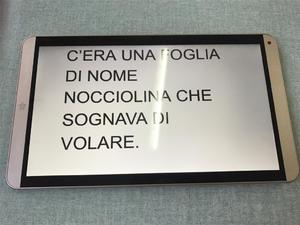 C'ERA UNA FOGLIA
DI NOME
NOCCIOLINA CHE
SOGNAVA DI
VOLARE.